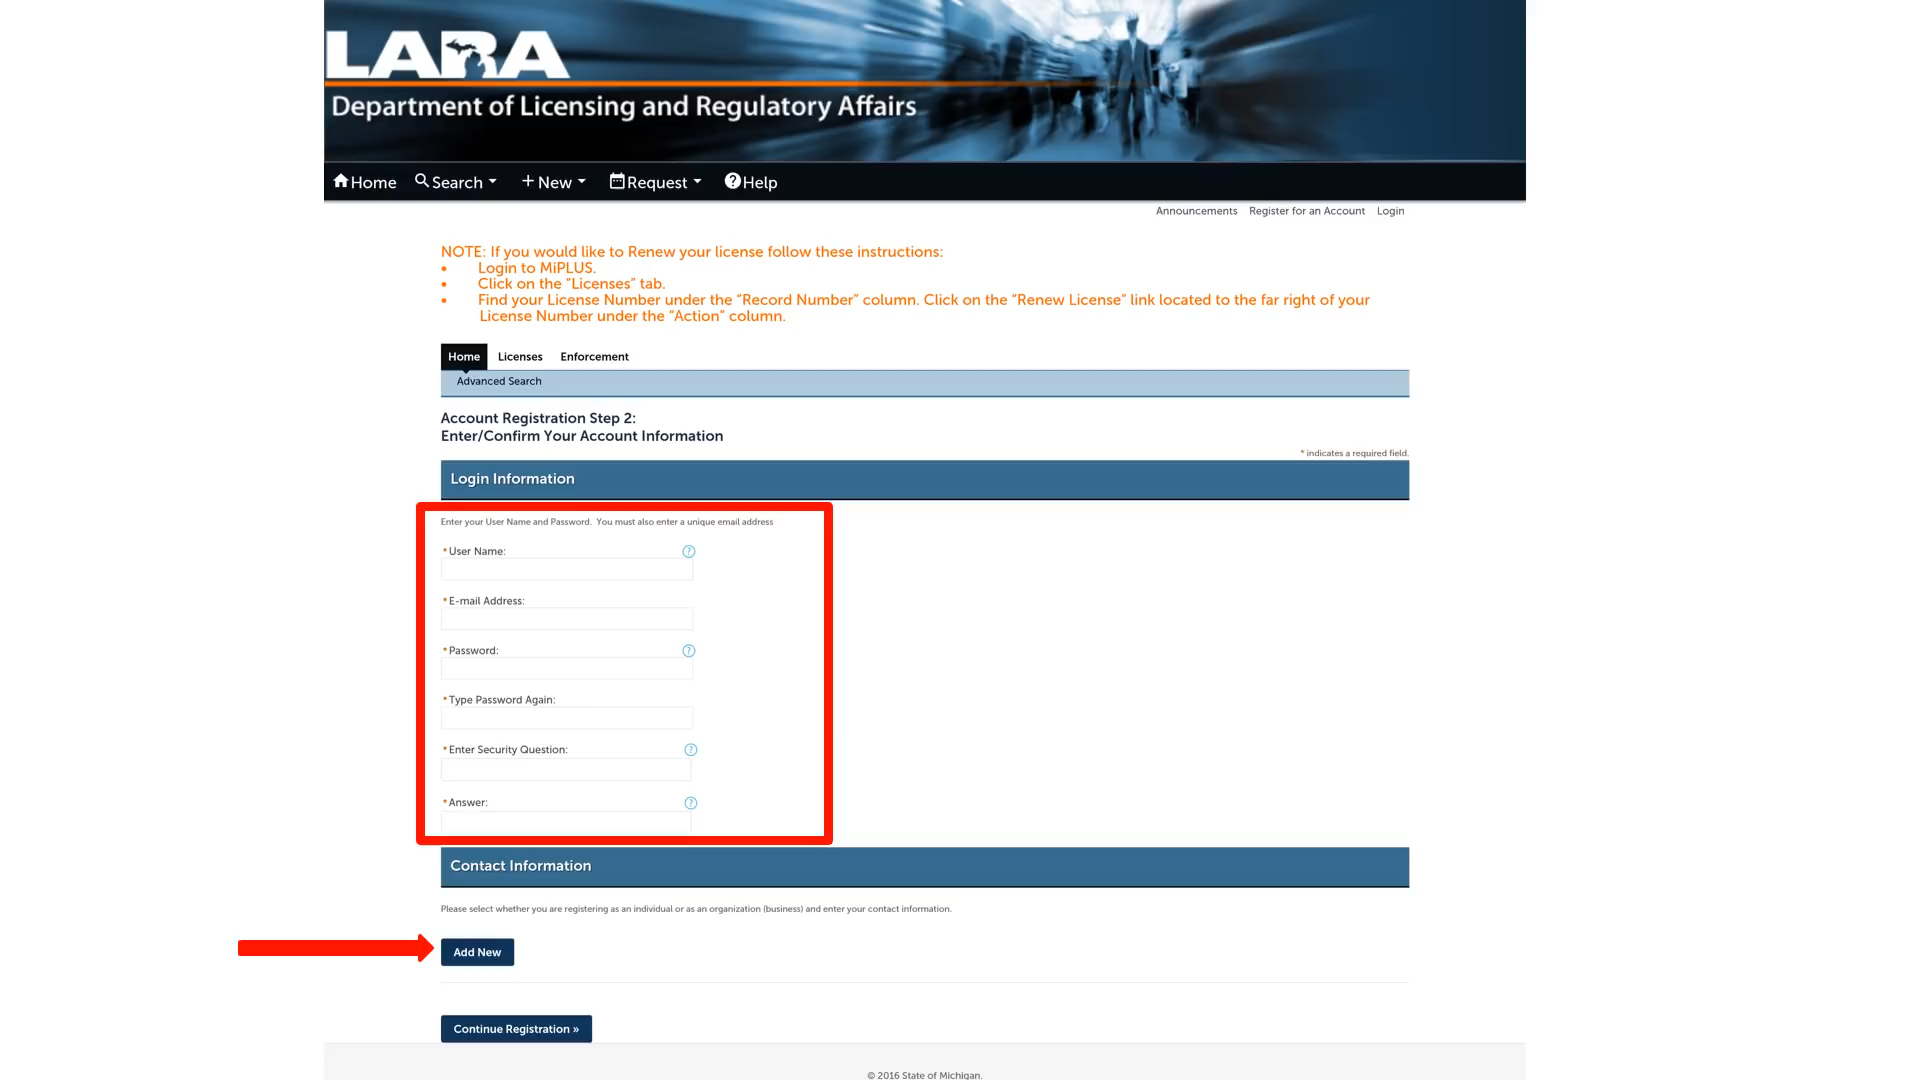 LARA
Department of Licensing and Regulatory Affairs
Home Search New Request Help
Announcements Register for an Account Login
NOTE: If you would like to Renew your license follow these instructions:
• Login to MiPLUS.
• Click on the "Licenses" tab.
• Find your License Number under the “Record Number” column. Click on the “Renew License” link located to the far right of your
License Number under the “Action” column.
Home Licenses Enforcement
Advanced Search
Account Registration Step 2:
Enter/Confirm Your Account Information
* indicates a required field.
Login Information
Enter your User Name and Password. You must also enter a unique email address
* User Name: ?
* E-mail Address:
* Password: ?
* Type Password Again:
* Enter Security Question: ?
* Answer: ?
Contact Information
Please select whether you are registering as an individual or as an organization (business) and enter your contact information.
Add New
Continue Registration »
© 2016 State of Michigan.